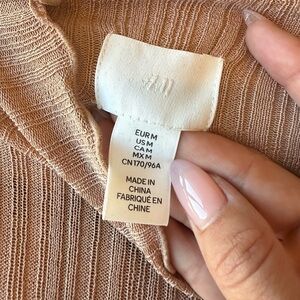 H&M
EUR M
US M
CA M
MX M
CN 170/96A
MADE IN
CHINA
FABRIQUÉ EN
CHINE